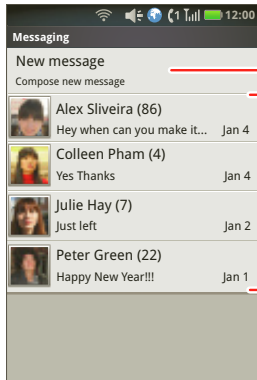 12:00
Messaging
New message
Compose new message
Alex Sliveira (86)
Hey when can you make it... Jan 4
Colleen Pham (4)
Yes Thanks Jan 4
Julie Hay (7)
Just left Jan 2
Peter Green (22)
Happy New Year!!! Jan 1